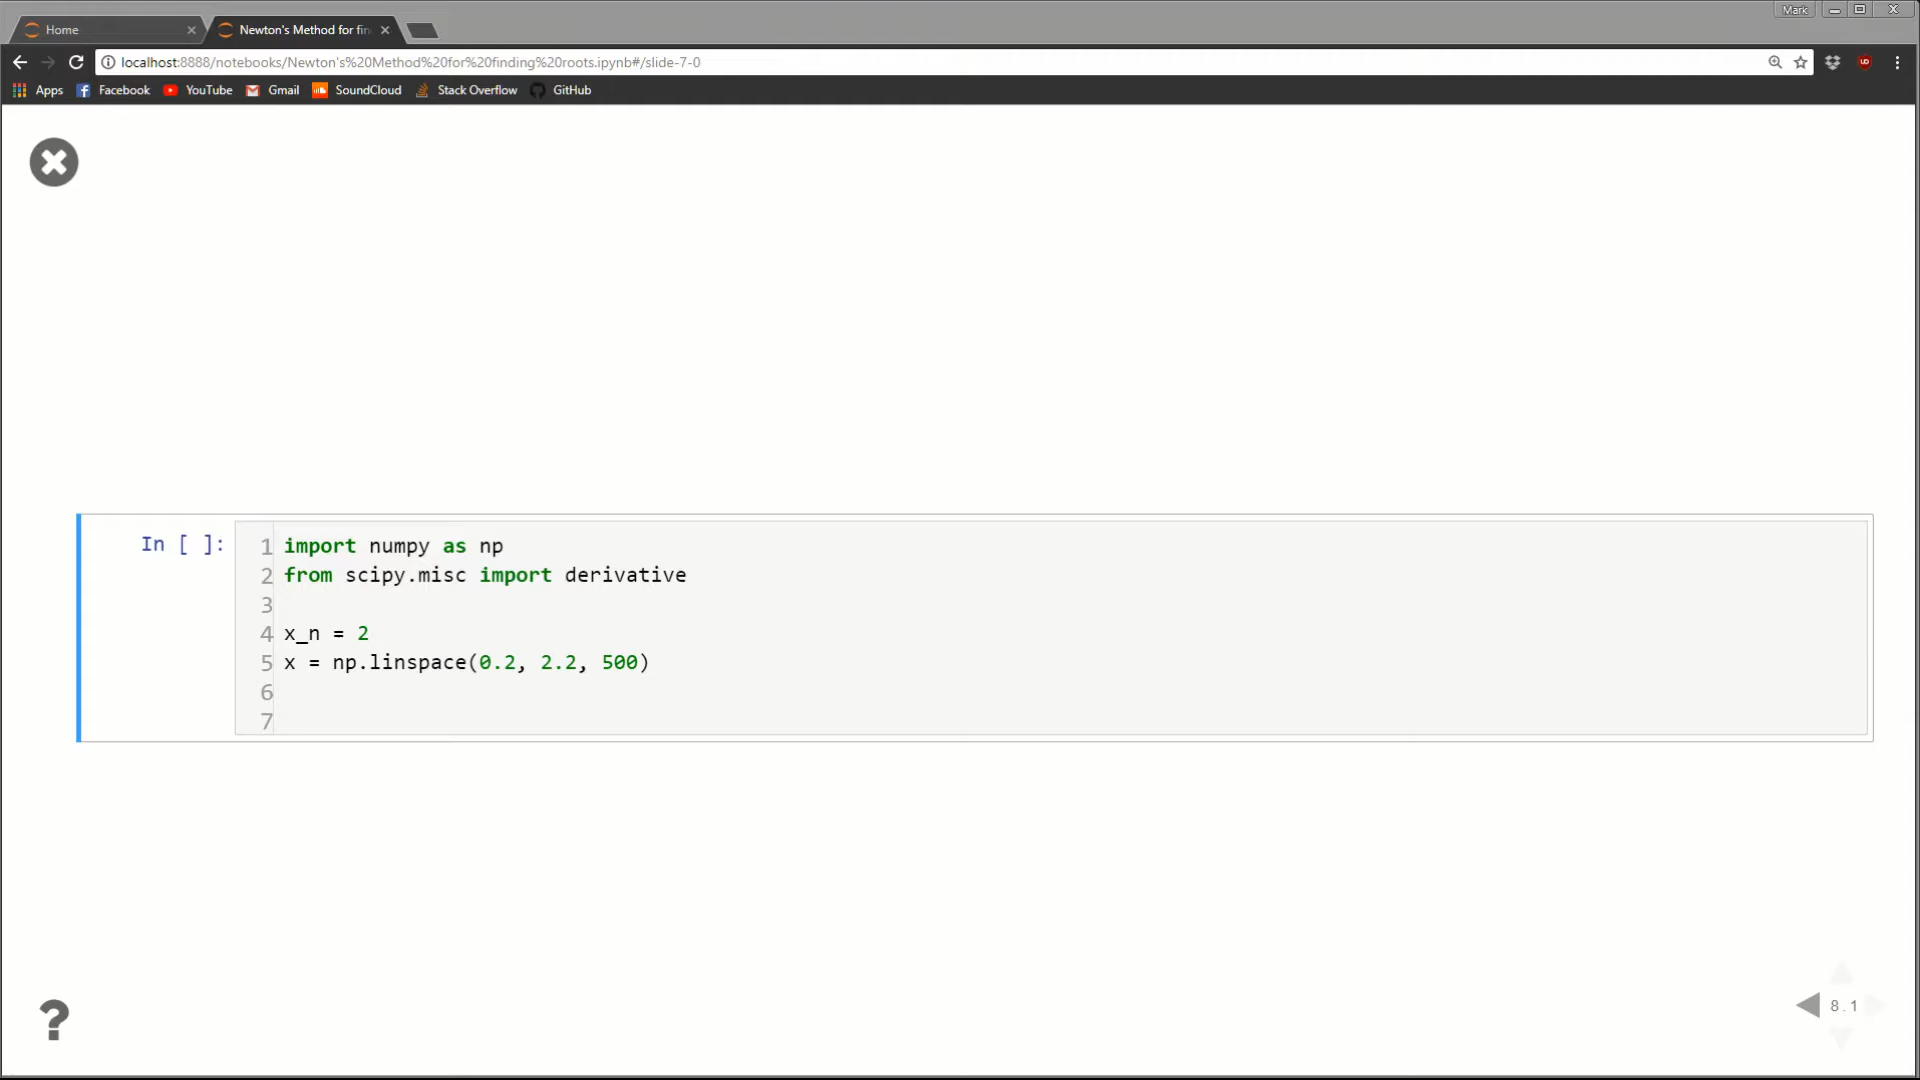 Mark
Home
Newton's Method for fin
localhost:8888/notebooks/Newton's%20Method%20for%20finding%20roots.ipynb#/slide-7-0
Apps Facebook YouTube Gmail SoundCloud Stack Overflow GitHub
In [ ]:
1 import numpy as np
2 from scipy.misc import derivative
3
4 x_n = 2
5 x = np.linspace(0.2, 2.2, 500)
6
7
?
8.1